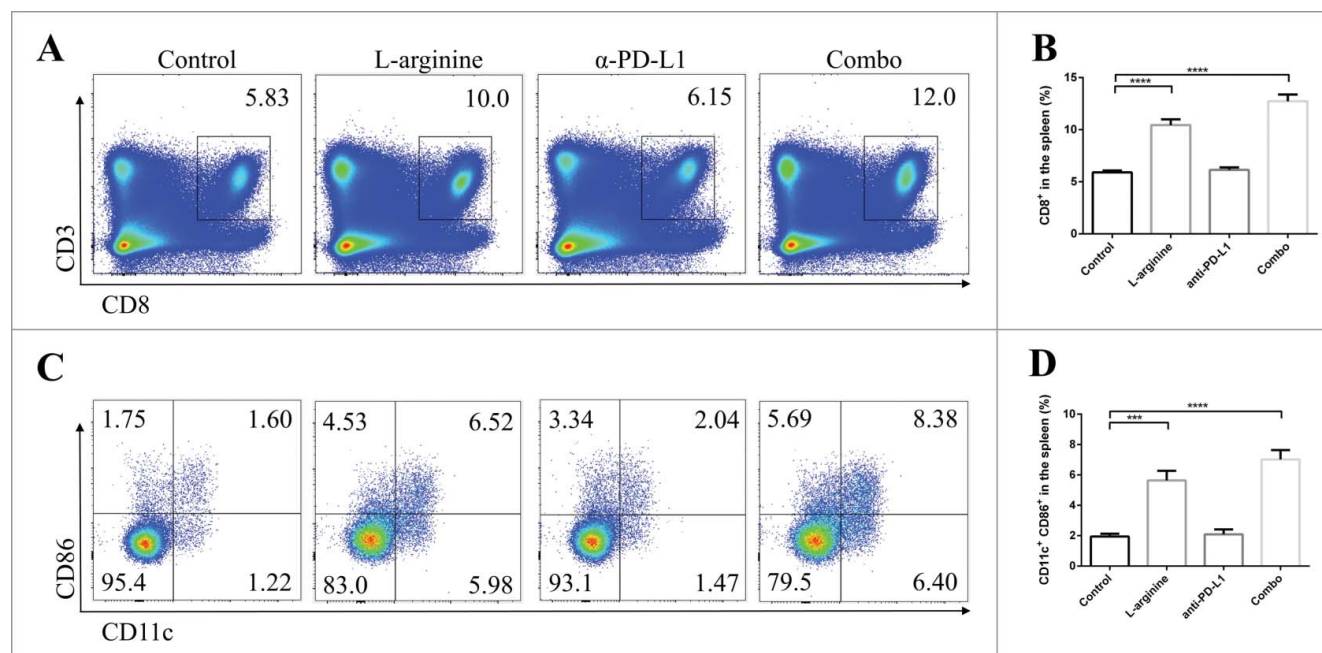 A
Control
L-arginine
α-PD-L1
Combo
5.83
10.0
6.15
12.0
CD3
CD8
B
CD8+ in the spleen (%)
15
10
5
0
****
****
Control
L-arginine
anti-PD-L1
Combo
C
1.75 1.60
95.4 1.22
4.53 6.52
83.0 5.98
3.34 2.04
93.1 1.47
5.69 8.38
79.5 6.40
CD86
CD11c
D
CD11c+ CD86+ in the spleen (%)
10
8
6
4
2
0
****
***
Control
L-arginine
anti-PD-L1
Combo